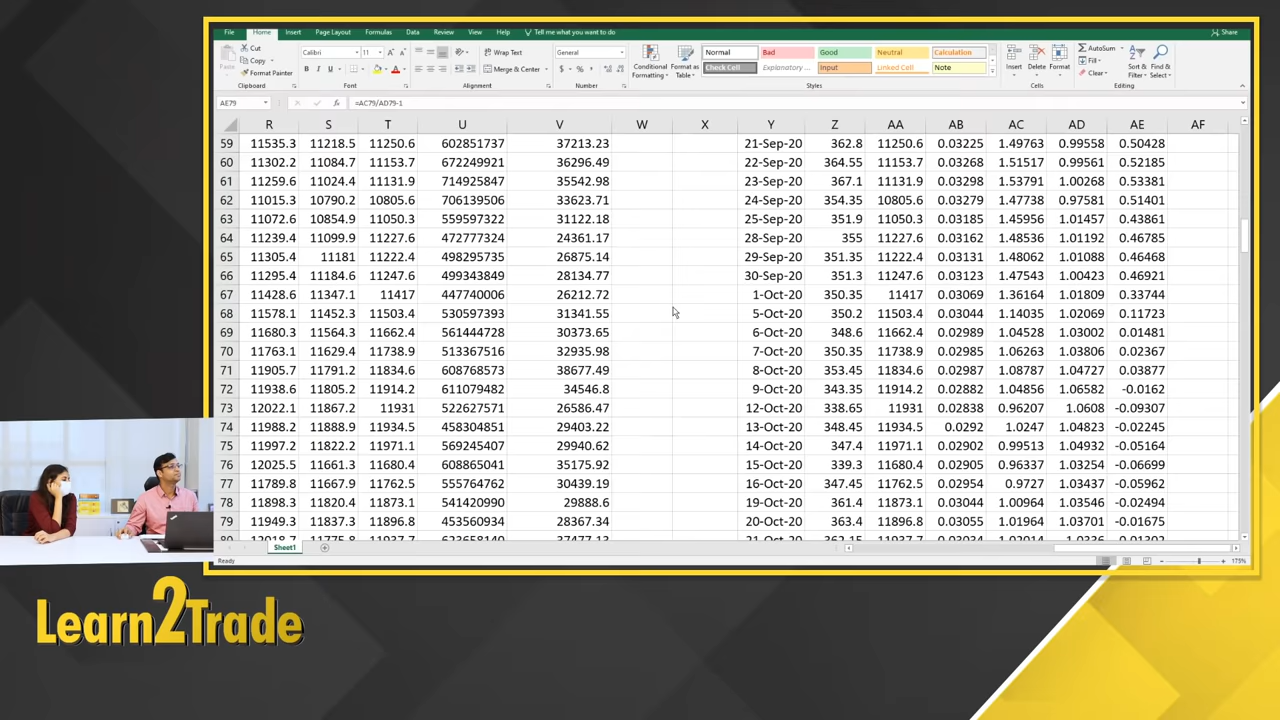 File Home Insert Page Layout Formulas Data Review View Help Tell me what you want to do Share
Cut Calibri 11 Wrap Text General Normal Bad Good Neutral Calculation AutoSum
Paste Copy Conditional Format as Insert Delete Format Fill Sort & Find &
Format Painter B I U Merge & Center Formatting Table Check Cell Explanatory ... Input Linked Cell Note Clear Filter Select
Clipboard Font Alignment Number Styles Cells Editing
AE79 fx =AC79/AD79-1
R S T U V W X Y Z AA AB AC AD AE AF
59 11535.3 11218.5 11250.6 602851737 37213.23 21-Sep-20 362.8 11250.6 0.03225 1.49763 0.99558 0.50428
60 11302.2 11084.7 11153.7 672249921 36296.49 22-Sep-20 364.55 11153.7 0.03268 1.51517 0.99561 0.52185
61 11259.6 11024.4 11131.9 714925847 35542.98 23-Sep-20 367.1 11131.9 0.03298 1.53791 1.00268 0.53381
62 11015.3 10790.2 10805.6 706139506 33623.71 24-Sep-20 354.35 10805.6 0.03279 1.47738 0.97581 0.51401
63 11072.6 10854.9 11050.3 559597322 31122.18 25-Sep-20 351.9 11050.3 0.03185 1.45956 1.01457 0.43861
64 11239.4 11099.9 11227.6 472777324 24361.17 28-Sep-20 355 11227.6 0.03162 1.48536 1.01192 0.46785
65 11305.4 11181 11222.4 498295735 26875.14 29-Sep-20 351.35 11222.4 0.03131 1.48062 1.01088 0.46468
66 11295.4 11184.6 11247.6 499343849 28134.77 30-Sep-20 351.3 11247.6 0.03123 1.47543 1.00423 0.46921
67 11428.6 11347.1 11417 447740006 26212.72 1-Oct-20 350.35 11417 0.03069 1.36164 1.01809 0.33744
68 11578.1 11452.3 11503.4 530597393 31341.55 5-Oct-20 350.2 11503.4 0.03044 1.14035 1.02069 0.11723
69 11680.3 11564.3 11662.4 561444728 30373.65 6-Oct-20 348.6 11662.4 0.02989 1.04528 1.03002 0.01481
70 11763.1 11629.4 11738.9 513367516 32935.98 7-Oct-20 350.35 11738.9 0.02985 1.06263 1.03806 0.02367
71 11905.7 11791.2 11834.6 608768573 38677.49 8-Oct-20 353.45 11834.6 0.02987 1.08787 1.04727 0.03877
72 11938.6 11805.2 11914.2 611079482 34546.8 9-Oct-20 343.35 11914.2 0.02882 1.04856 1.06582 -0.0162
73 12022.1 11867.2 11931 522627571 26586.47 12-Oct-20 338.65 11931 0.02838 0.96207 1.0608 -0.09307
74 11988.2 11888.9 11934.5 458304851 29403.22 13-Oct-20 348.45 11934.5 0.0292 1.0247 1.04823 -0.02245
75 11997.2 11822.2 11971.1 569245407 29940.62 14-Oct-20 347.4 11971.1 0.02902 0.99513 1.04932 -0.05164
76 12025.5 11661.3 11680.4 608865041 35175.92 15-Oct-20 339.3 11680.4 0.02905 0.96337 1.03254 -0.06699
77 11789.8 11667.9 11762.5 555764762 30439.19 16-Oct-20 347.45 11762.5 0.02954 0.9727 1.03437 -0.05962
78 11898.3 11820.4 11873.1 541420690 29888.6 19-Oct-20 361.4 11873.1 0.03044 1.00964 1.03546 -0.02494
79 11949.3 11837.3 11896.8 453560934 28367.34 20-Oct-20 363.4 11896.8 0.03055 1.01964 1.03701 -0.01675
Sheet1
Ready 175%
Learn2Trade